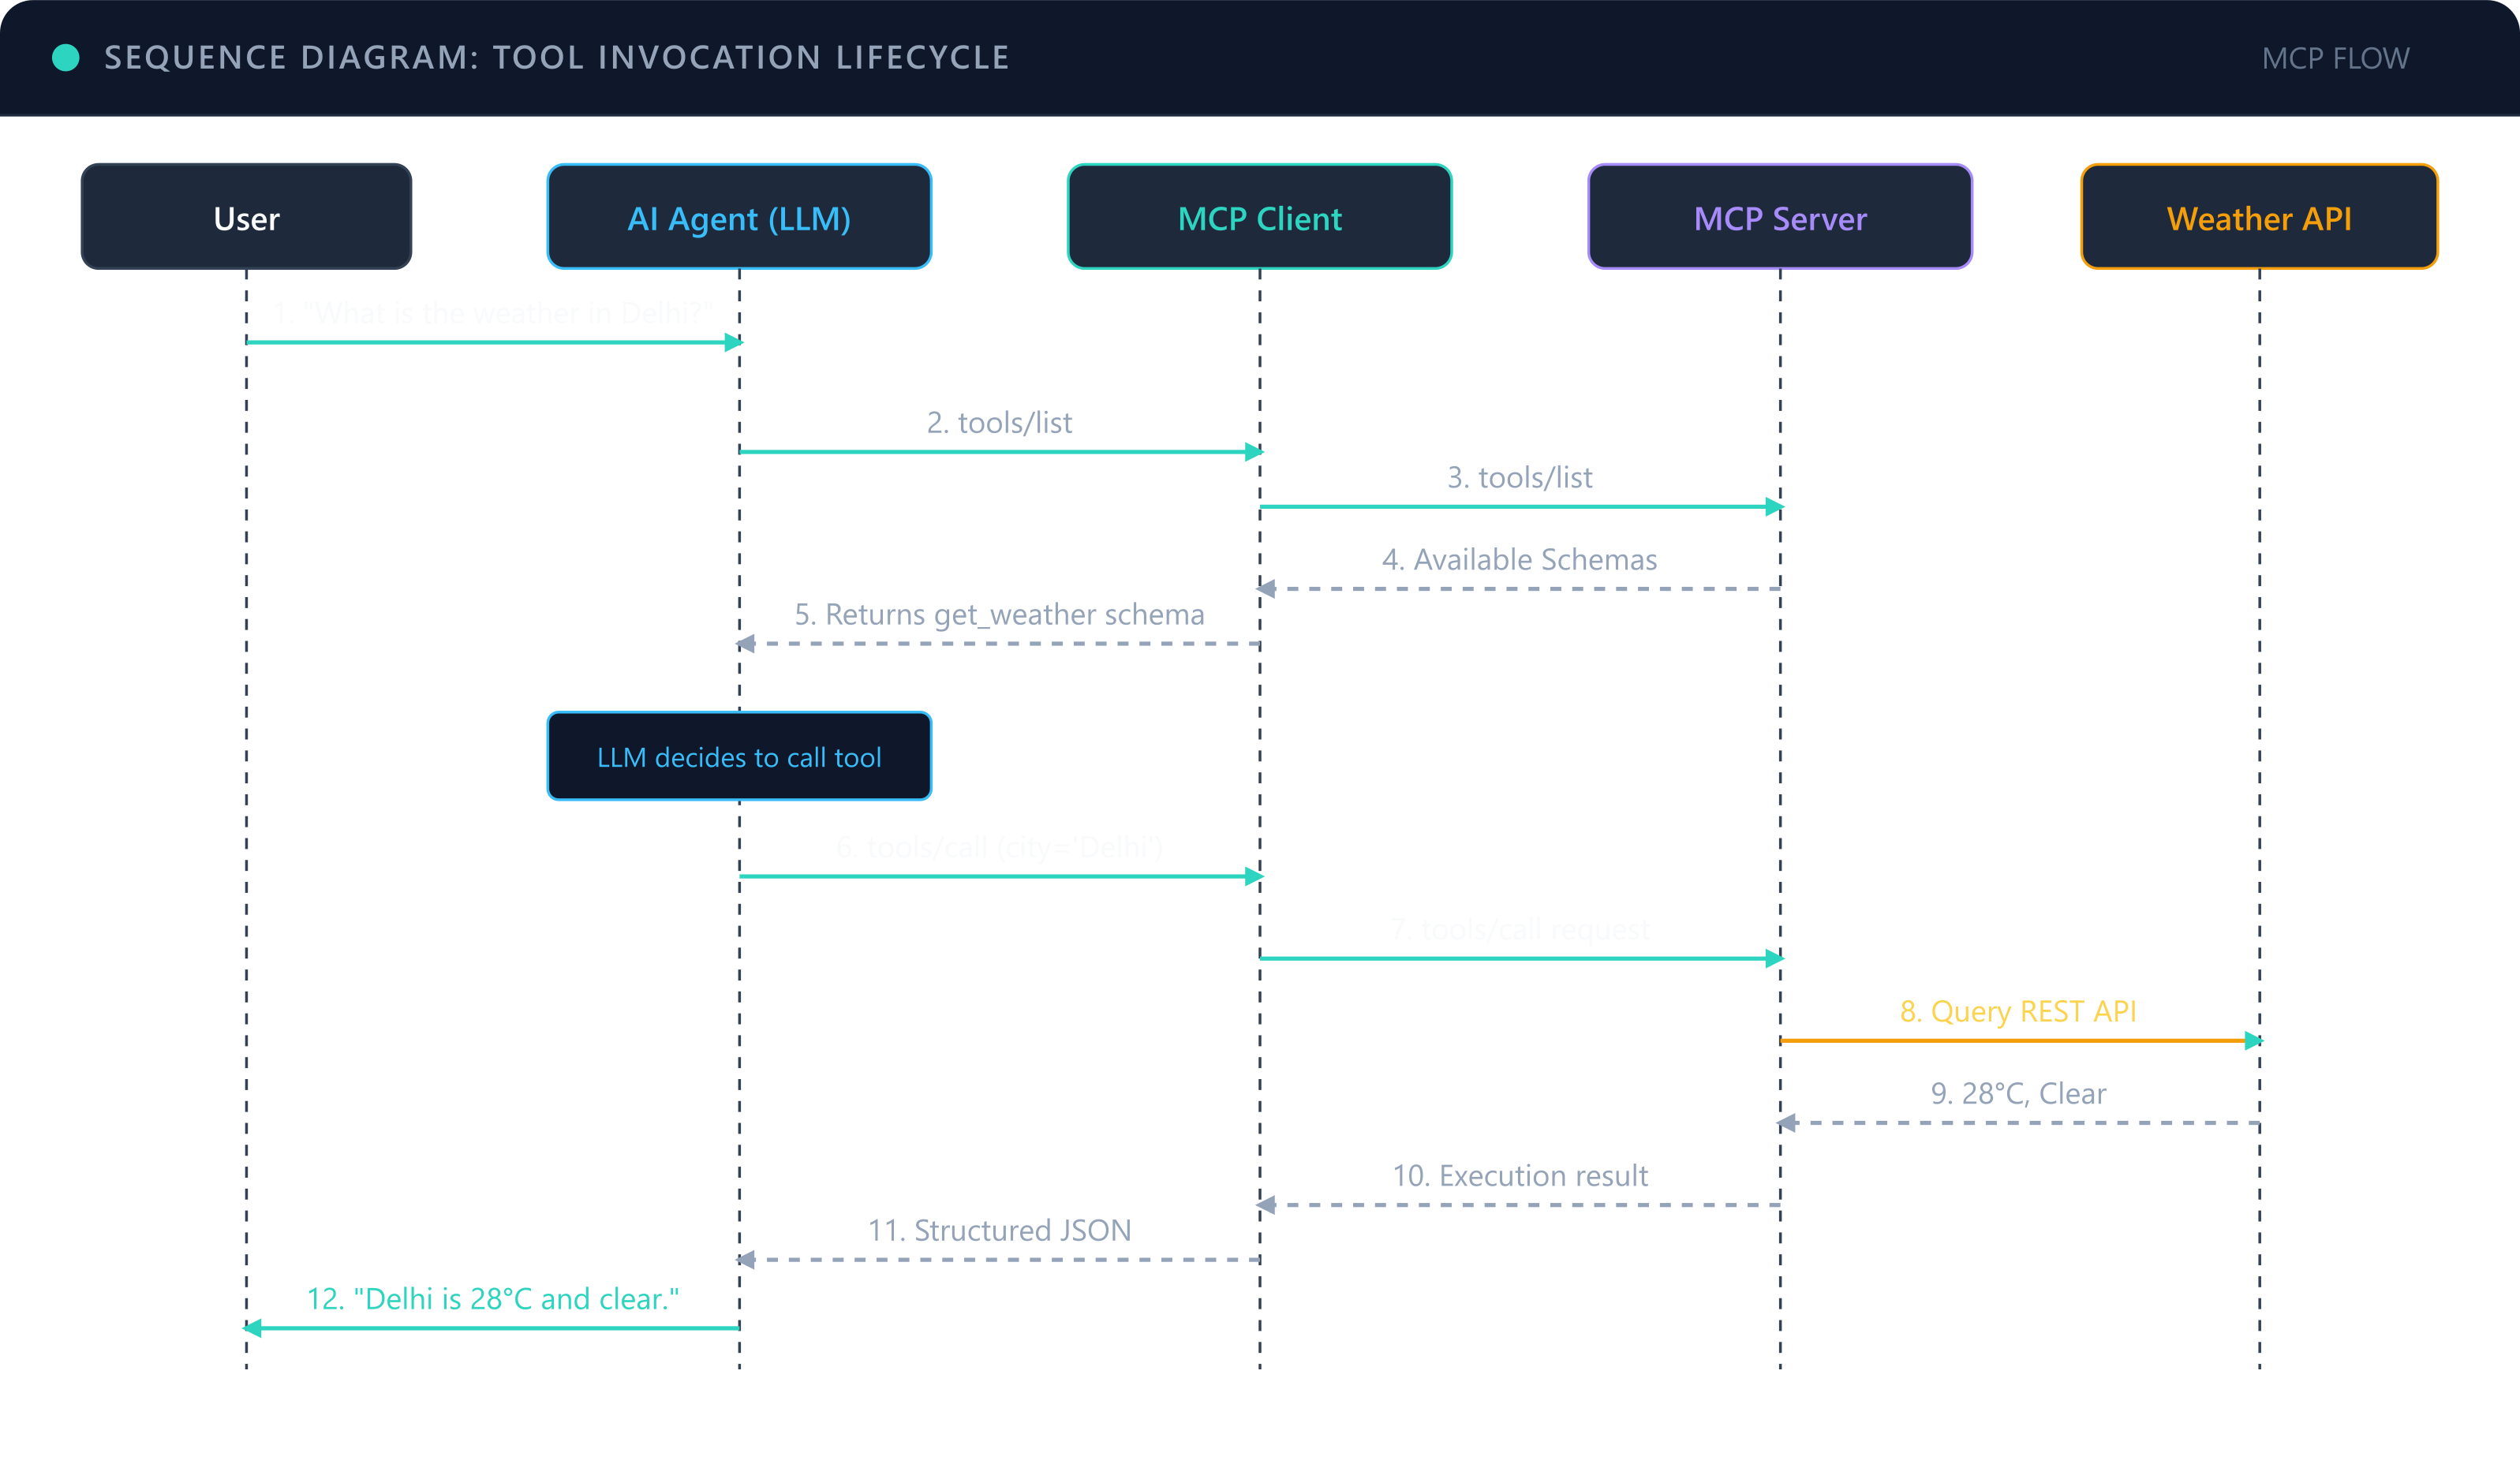 SEQUENCE DIAGRAM: TOOL INVOCATION LIFECYCLE
MCP FLOW
User
AI Agent (LLM)
MCP Client
MCP Server
Weather API
1. "What is the weather in Delhi?"
2. tools/list
3. tools/list
4. Available Schemas
5. Returns get_weather schema
LLM decides to call tool
6. tools/call (city='Delhi')
7. tools/call request
8. Query REST API
9. 28°C, Clear
10. Execution result
11. Structured JSON
12. "Delhi is 28°C and clear."